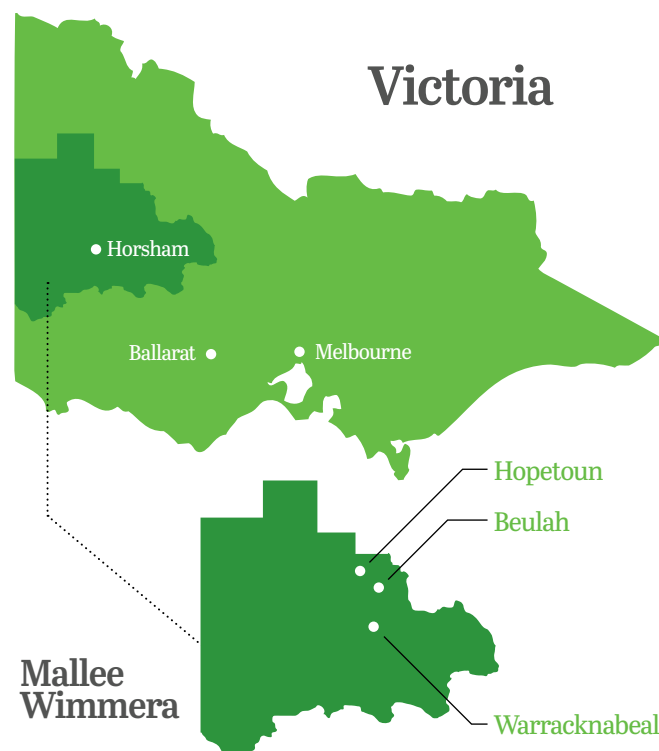 Victoria
Horsham
Ballarat
Melbourne
Hopetoun
Beulah
Mallee
Wimmera
Warracknabeal